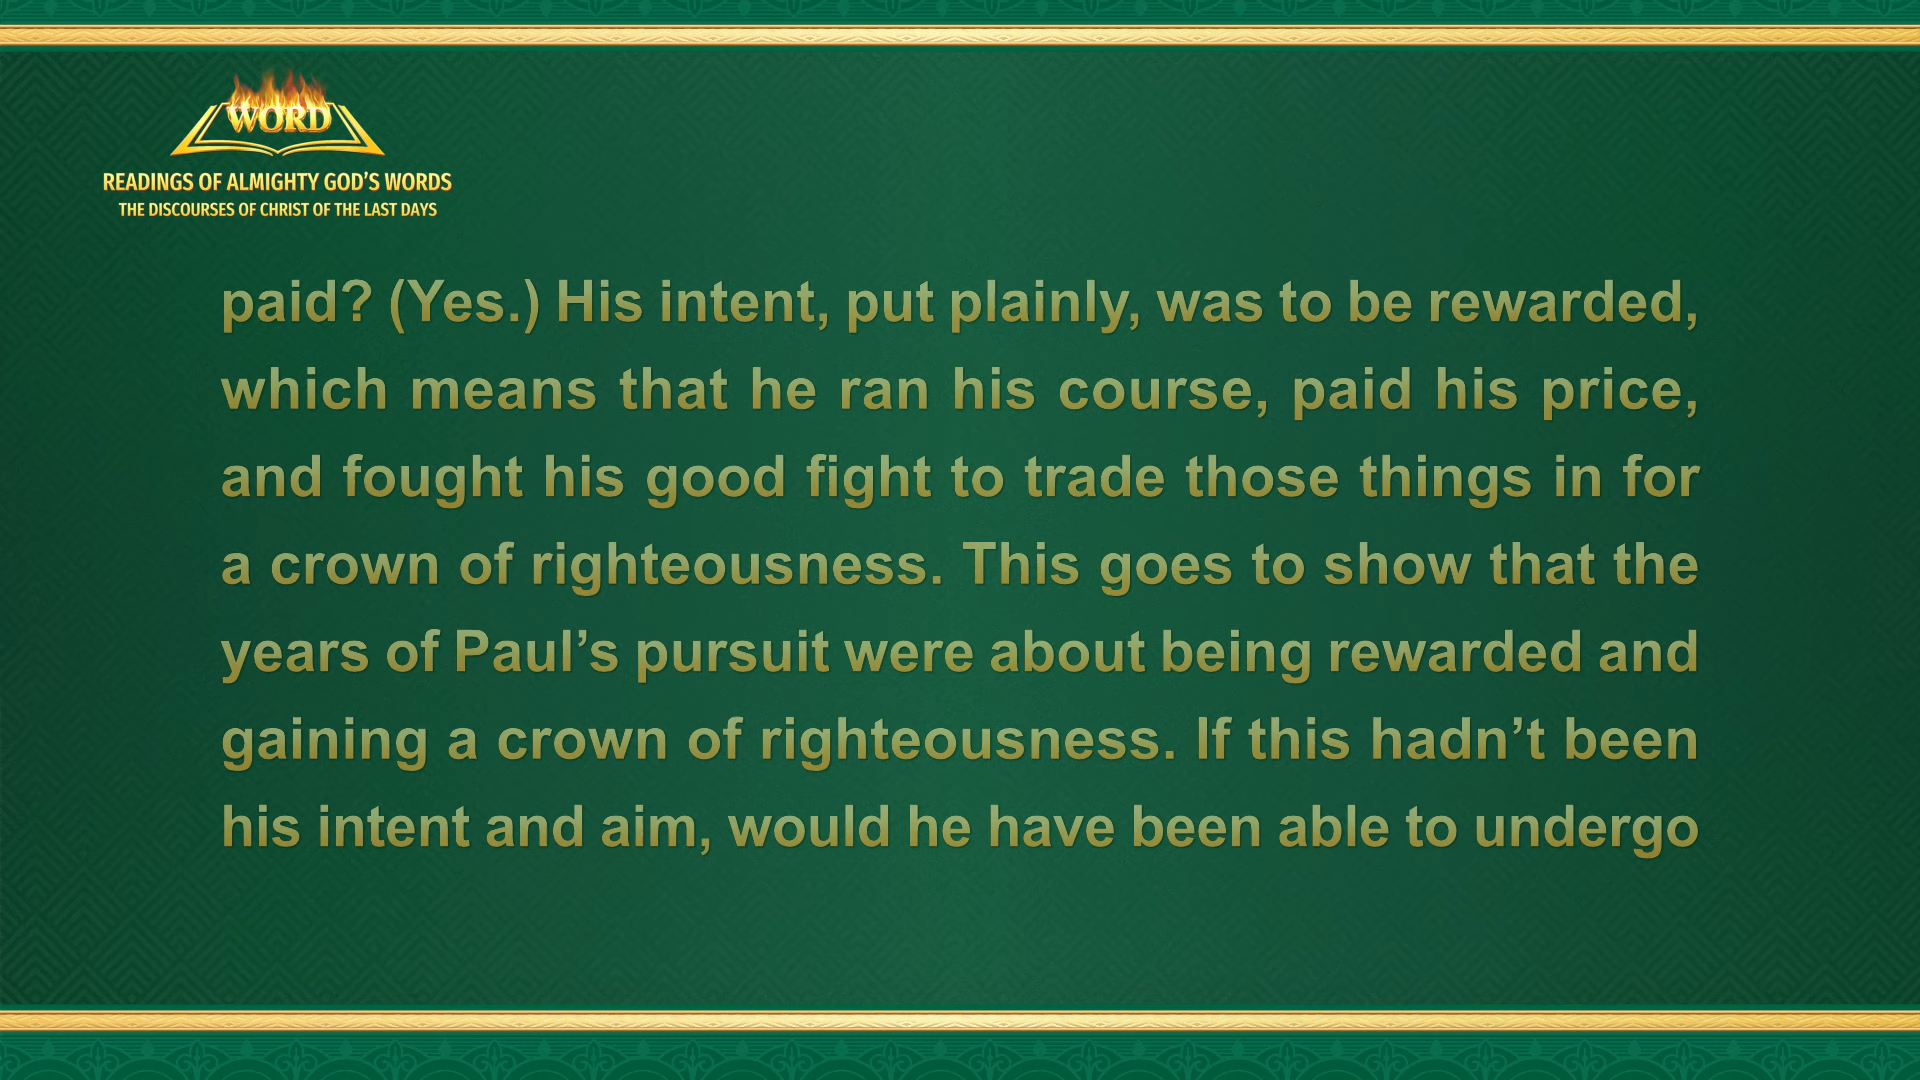 WORD
READINGS OF ALMIGHTY GOD’S WORDS
THE DISCOURSES OF CHRIST OF THE LAST DAYS
paid? (Yes.) His intent, put plainly, was to be rewarded,
which means that he ran his course, paid his price,
and fought his good fight to trade those things in for
a crown of righteousness. This goes to show that the
years of Paul’s pursuit were about being rewarded and
gaining a crown of righteousness. If this hadn’t been
his intent and aim, would he have been able to undergo